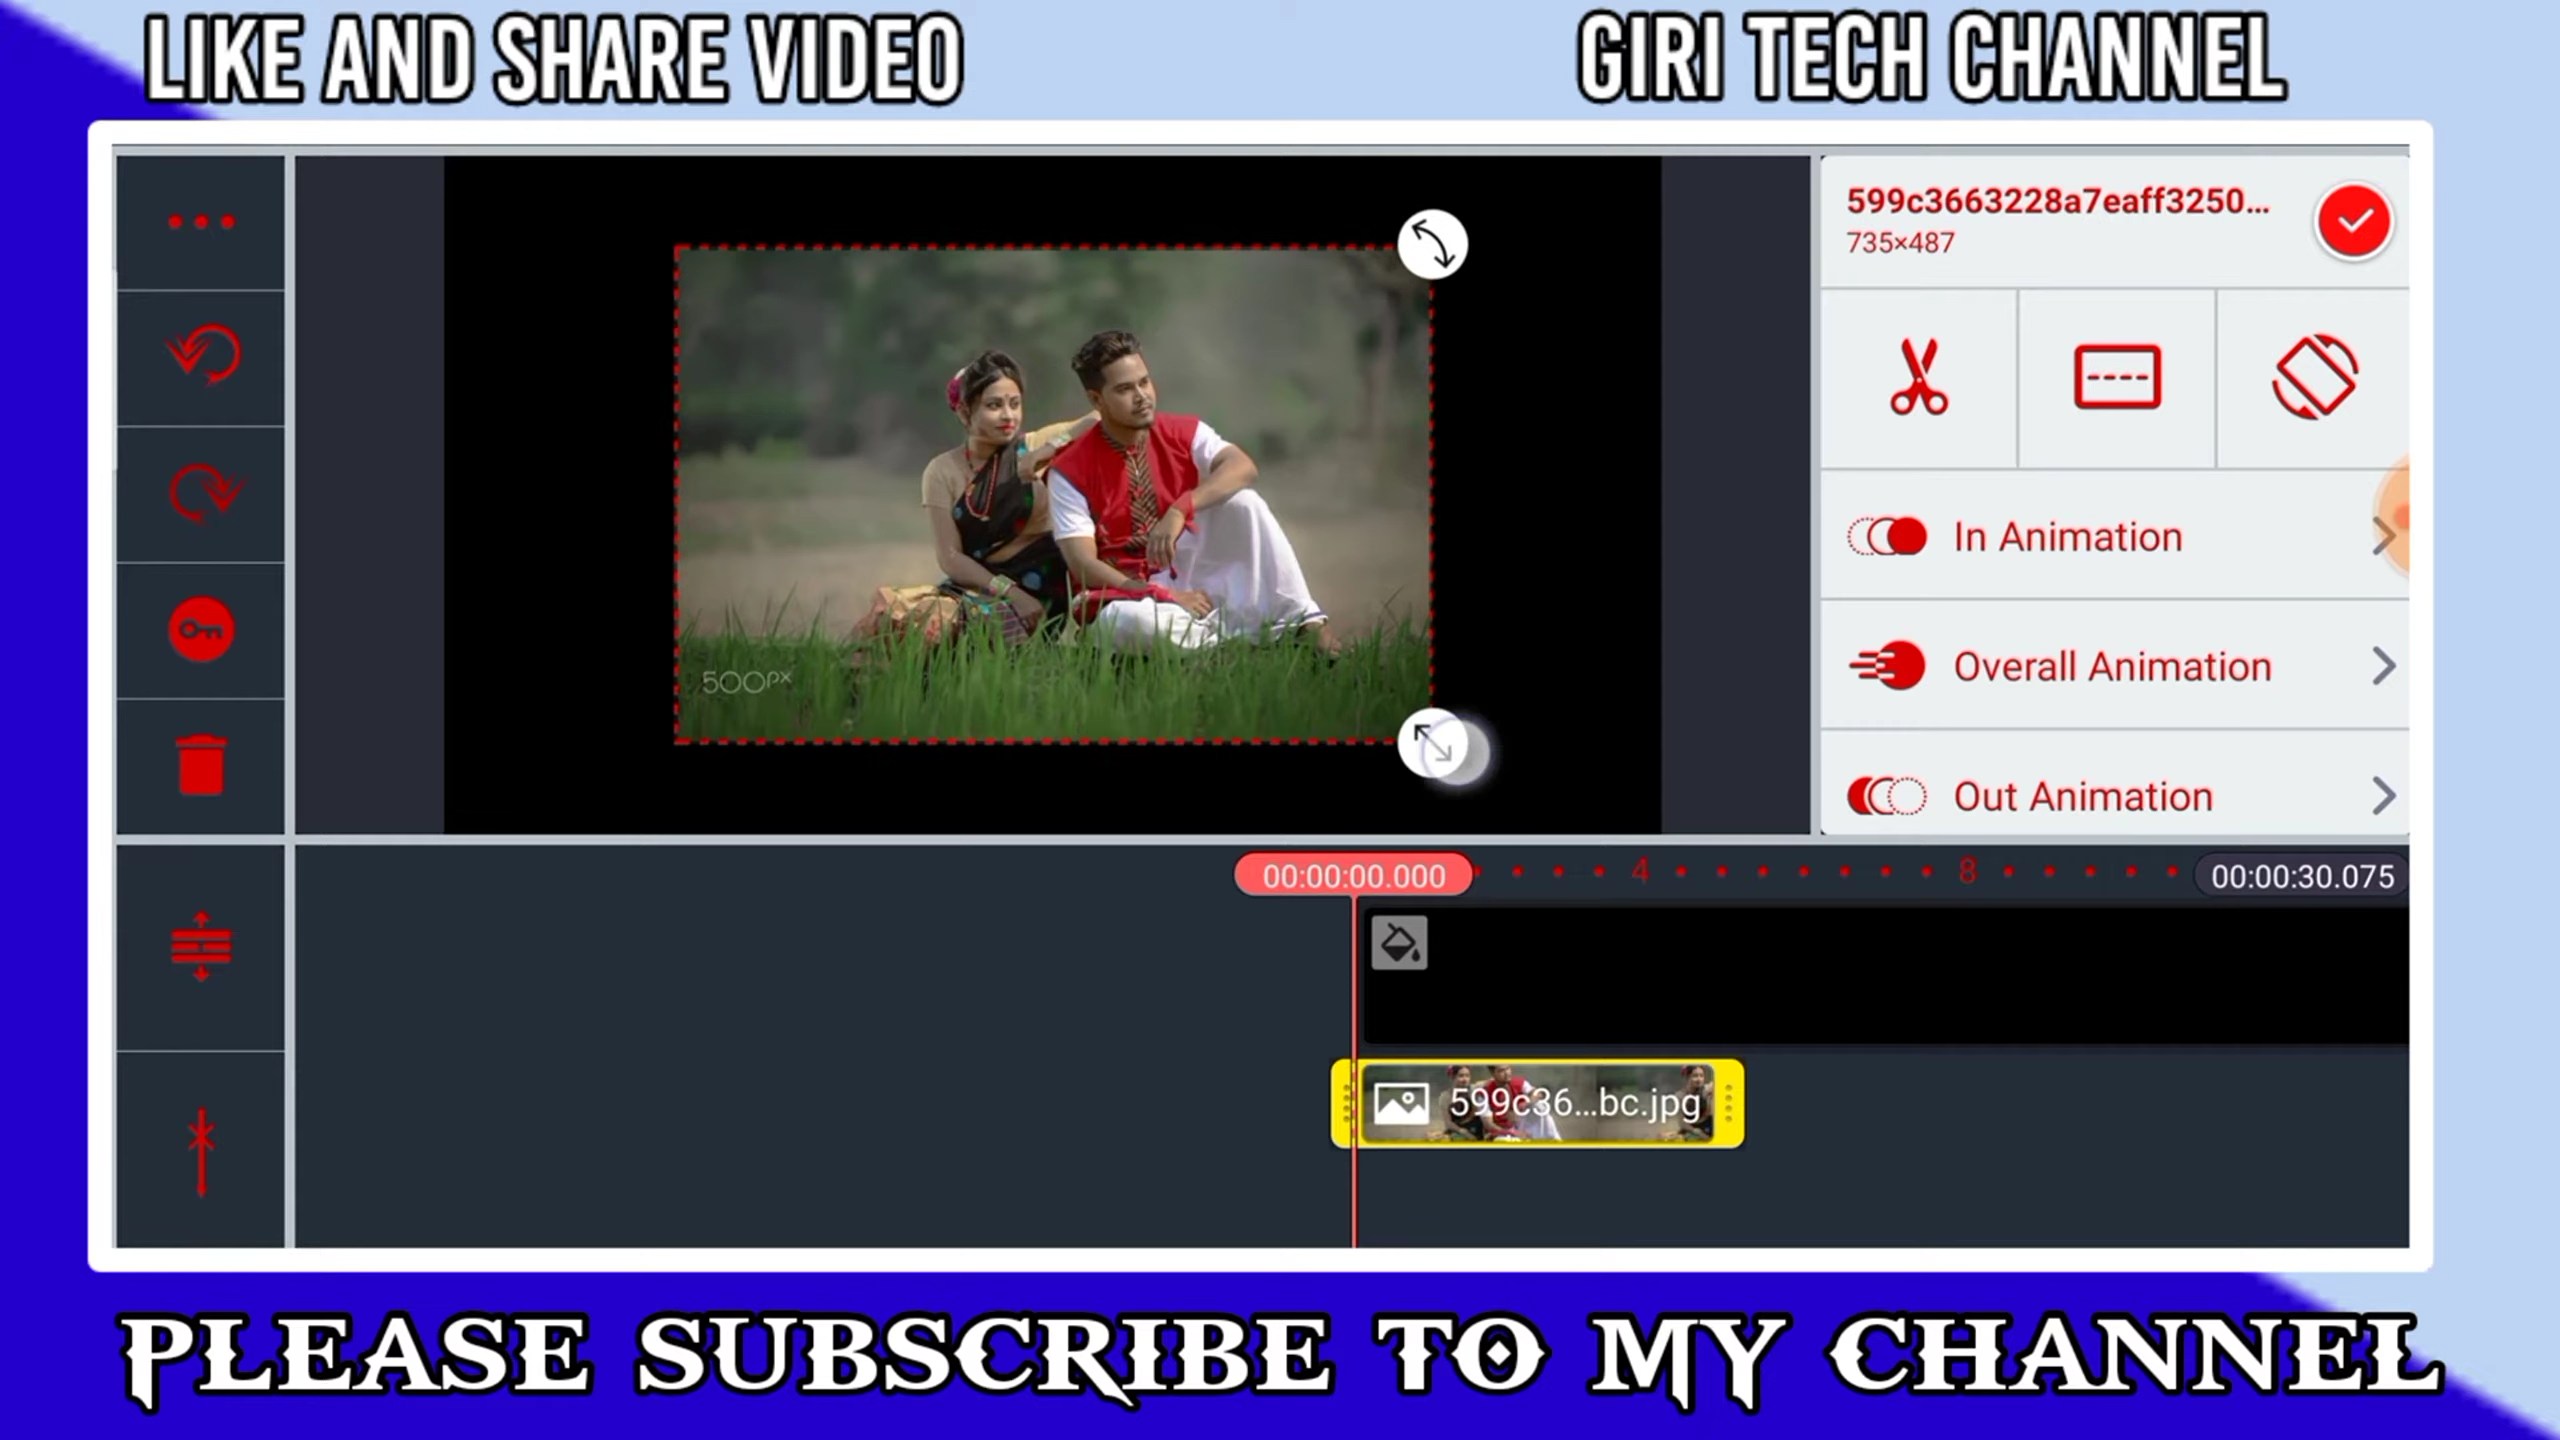 LIKE AND SHARE VIDEO
GIRI TECH CHANNEL
599c3663228a7eaff3250...
735×487
In Animation
Overall Animation
Out Animation
500px
00:00:00.000
4
8
00:00:30.075
599c36...bc.jpg
PLEASE SUBSCRIBE TO MY CHANNEL